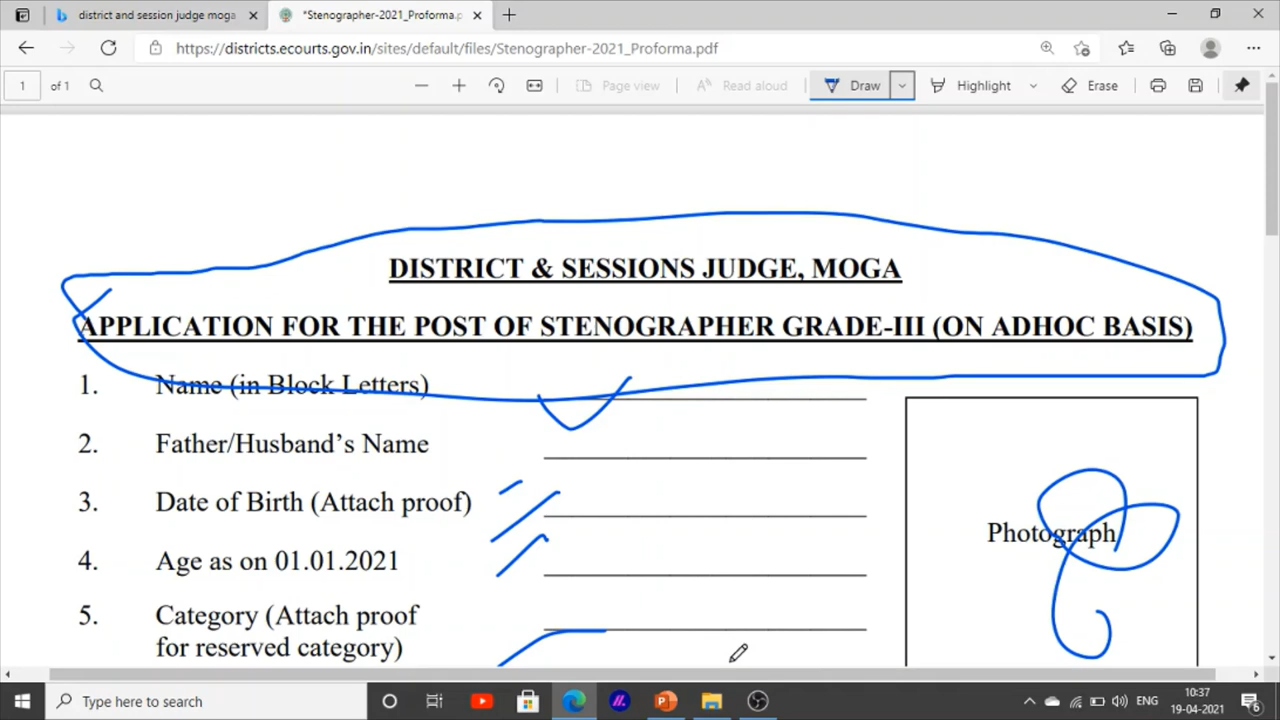 district and session judge moga
*Stenographer-2021_Proforma.p
https://districts.ecourts.gov.in/sites/default/files/Stenographer-2021_Proforma.pdf
1 of 1
Page view
Read aloud
Draw
Highlight
Erase
DISTRICT & SESSIONS JUDGE, MOGA
APPLICATION FOR THE POST OF STENOGRAPHER GRADE-III (ON ADHOC BASIS)
1. Name (in Block Letters)
2. Father/Husband’s Name
3. Date of Birth (Attach proof)
4. Age as on 01.01.2021
5. Category (Attach proof
for reserved category)
Photograph
Type here to search
ENG
10:37
19-04-2021
6